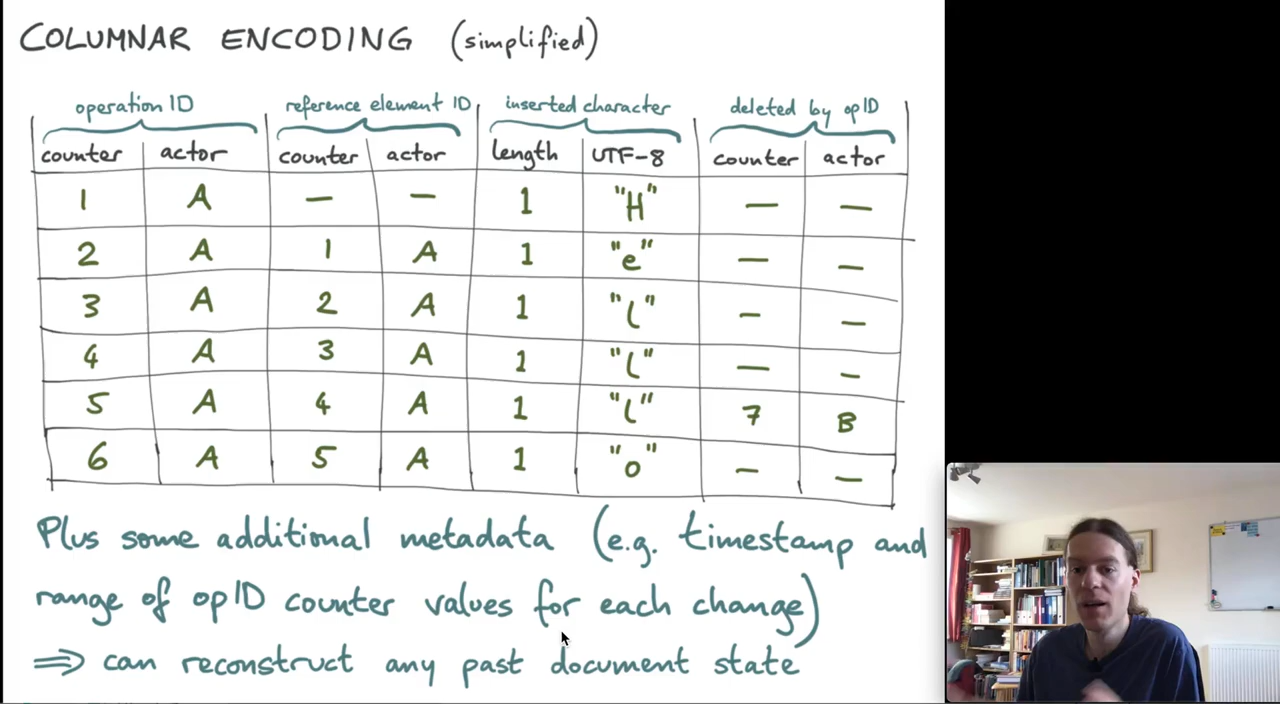 COLUMNAR ENCODING (simplified)
operation ID reference element ID inserted character deleted by opID
counter actor counter actor length UTF-8 counter actor
1 A — — 1 "H" — —
2 A 1 A 1 "e" — —
3 A 2 A 1 "l" — —
4 A 3 A 1 "l" — —
5 A 4 A 1 "l" 7 B
6 A 5 A 1 "o" — —
Plus some additional metadata (e.g. timestamp and
range of opID counter values for each change)
⇒ can reconstruct any past document state